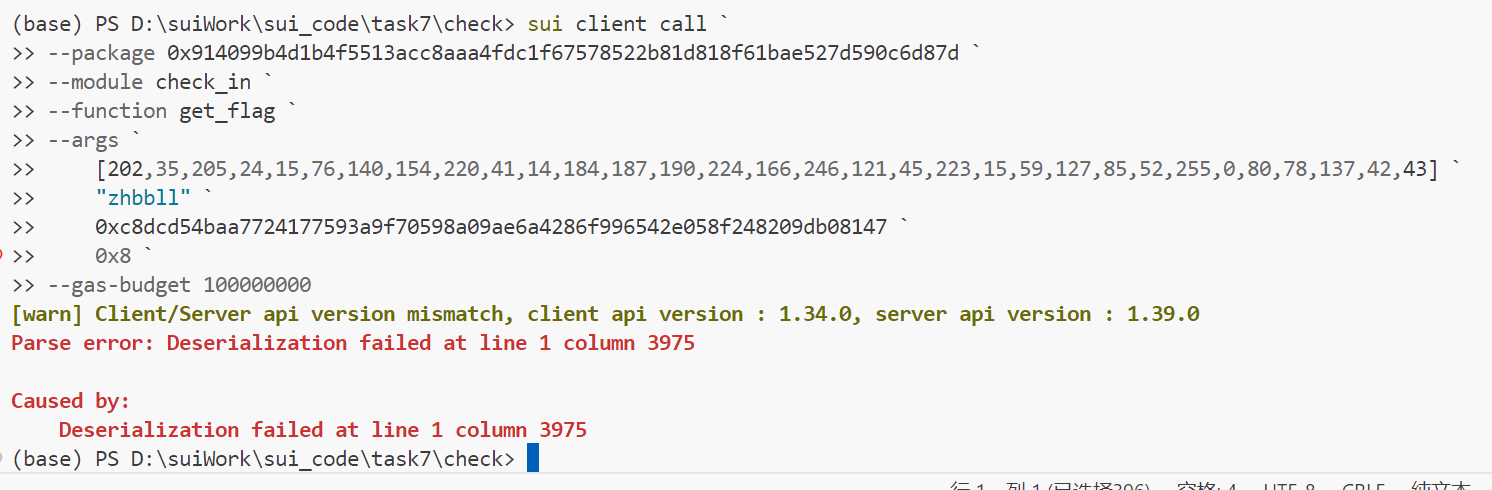 (base) PS D:\suiWork\sui_code\task7\check> sui client call `
>> --package 0x914099b4d1b4f5513acc8aaa4fdc1f67578522b81d818f61bae527d590c6d87d `
>> --module check_in `
>> --function get_flag `
>> --args `
>>     [202,35,205,24,15,76,140,154,220,41,14,184,187,190,224,166,246,121,45,223,15,59,127,85,52,255,0,80,78,137,42,43] `
>>     "zhbbll" `
>>     0xc8dcd54baa7724177593a9f70598a09ae6a4286f996542e058f248209db08147 `
>>     0x8 `
>> --gas-budget 100000000
[warn] Client/Server api version mismatch, client api version : 1.34.0, server api version : 1.39.0
Parse error: Deserialization failed at line 1 column 3975
Caused by:
    Deserialization failed at line 1 column 3975
(base) PS D:\suiWork\sui_code\task7\check>